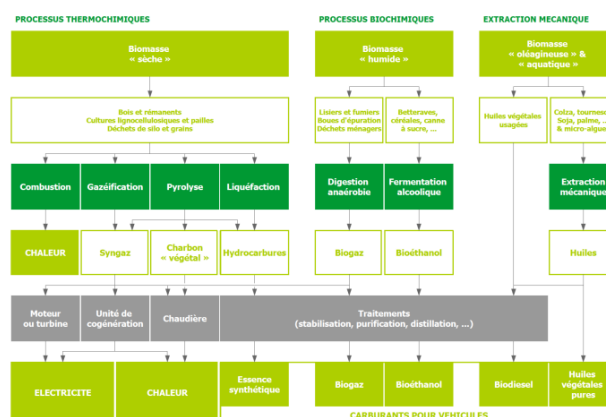 PROCESSUS THERMOCHIMIQUES
PROCESSUS BIOCHIMIQUES
EXTRACTION MECANIQUE
Biomasse
« sèche »
Biomasse
« humide »
Biomasse
« oléagineuse » &
« aquatique »
Bois et rémanents
Cultures lignocellulosiques et pailles
Déchets de silo et grains
Lisiers et fumiers
Boues d'épuration
Déchets ménagers
Betteraves,
céréales, canne
à sucre, ...
Huiles végétales
usagées
Colza, tournesol
Soja, palme, ...
& micro-algues
Combustion
Gazéification
Pyrolyse
Liquéfaction
Digestion
anaérobie
Fermentation
alcoolique
Extraction
mécanique
CHALEUR
Syngaz
Charbon
« végétal »
Hydrocarbures
Biogaz
Bioéthanol
Huiles
Moteur
ou turbine
Unité de
cogénération
Chaudière
Traitements
(stabilisation, purification, distillation, ...)
ELECTRICITE
CHALEUR
Essence
synthétique
Biogaz
Bioéthanol
Biodiesel
Huiles
végétales
pures
CARBURANTS POUR VEHICULES